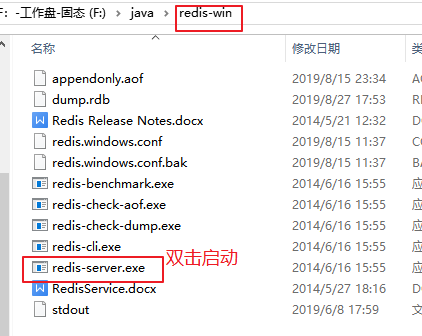 F: -工作盘-固态 (F:) › java › redis-win
名称 修改日期 类
appendonly.aof 2019/8/15 23:34 AC
dump.rdb 2019/8/27 17:53 RE
Redis Release Notes.docx 2014/5/21 12:32 DO
redis.windows.conf 2019/8/15 11:37 CC
redis.windows.conf.bak 2019/8/15 11:37 BA
redis-benchmark.exe 2014/6/16 15:55 应
redis-check-aof.exe 2014/6/16 15:55 应
redis-check-dump.exe 2014/6/16 15:55 应
redis-cli.exe 2014/6/16 15:55 应
redis-server.exe 双击启动 2014/6/16 15:55 应
RedisService.docx 2014/5/27 18:16 DO
stdout 2019/6/8 17:59 文